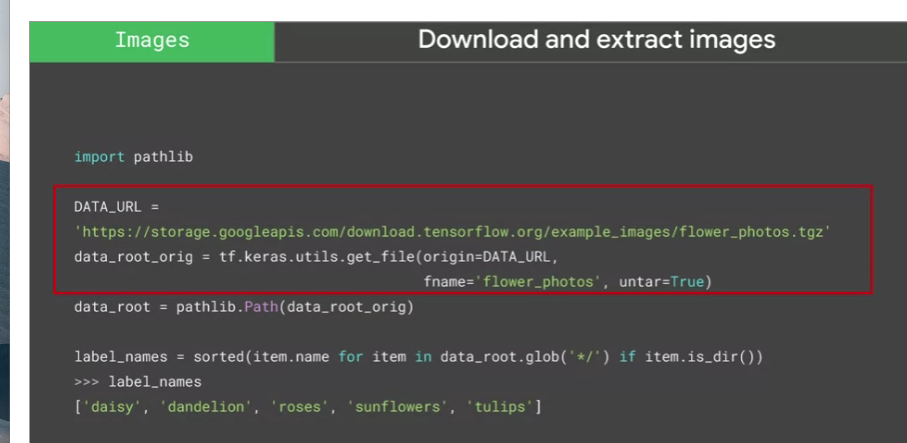 Images
Download and extract images
import pathlib
DATA_URL =
'https://storage.googleapis.com/download.tensorflow.org/example_images/flower_photos.tgz'
data_root_orig = tf.keras.utils.get_file(origin=DATA_URL,
fname='flower_photos', untar=True)
data_root = pathlib.Path(data_root_orig)
label_names = sorted(item.name for item in data_root.glob('*/') if item.is_dir())
>>> label_names
['daisy', 'dandelion', 'roses', 'sunflowers', 'tulips']